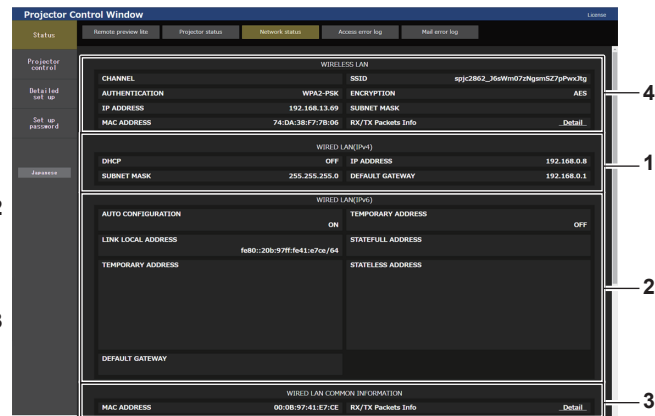 Projector Control Window License
Status Remote preview lite Projector status Network status Access error log Mail error log
Projector
control
Detailed
set up
Set up
password
Japanese
WIRELESS LAN
CHANNEL SSID spjc2862_J6sWm07zNgsmSZ7pPwxJtg
AUTHENTICATION WPA2-PSK ENCRYPTION AES
IP ADDRESS 192.168.13.69 SUBNET MASK
MAC ADDRESS 74:DA:38:F7:7B:06 RX/TX Packets Info Detail
4
WIRED LAN(IPv4)
DHCP OFF IP ADDRESS 192.168.0.8
SUBNET MASK 255.255.255.0 DEFAULT GATEWAY 192.168.0.1
1
WIRED LAN(IPv6)
AUTO CONFIGURATION ON TEMPORARY ADDRESS OFF
LINK LOCAL ADDRESS fe80::20b:97ff:fe41:e7ce/64 STATEFULL ADDRESS
TEMPORARY ADDRESS STATELESS ADDRESS
2
DEFAULT GATEWAY
WIRED LAN COMMON INFORMATION
MAC ADDRESS 00:0B:97:41:E7:CE RX/TX Packets Info Detail
3